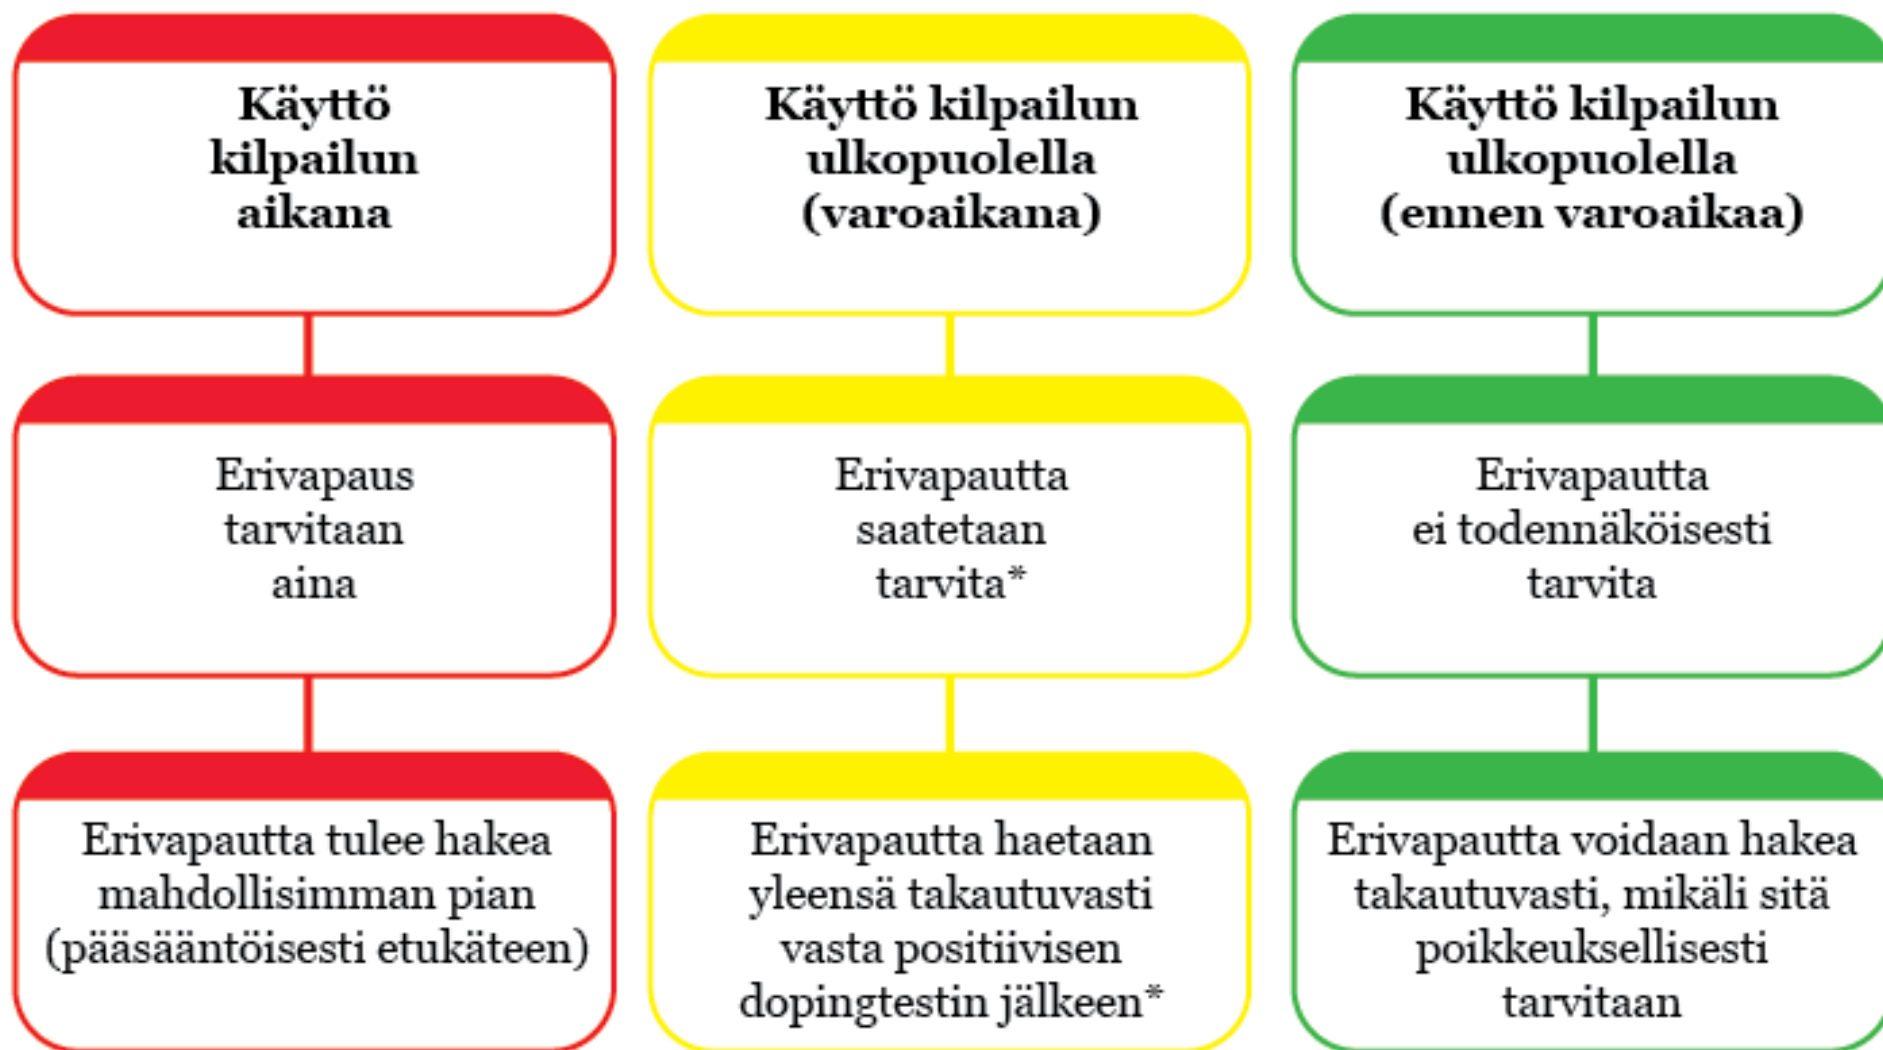 Käyttö
kilpailun
aikana
Erivapaus
tarvitaan
aina
Erivapautta tulee hakea
mahdollisimman pian
(pääsääntöisesti etukäteen)
Käyttö kilpailun
ulkopuolella
(varoaikana)
Erivapautta
saatetaan
tarvita*
Erivapautta haetaan
yleensä takautuvasti
vasta positiivisen
dopingtestin jälkeen*
Käyttö kilpailun
ulkopuolella
(ennen varoaikaa)
Erivapautta
ei todennäköisesti
tarvita
Erivapautta voidaan hakea
takautuvasti, mikäli sitä
poikkeuksellisesti
tarvitaan